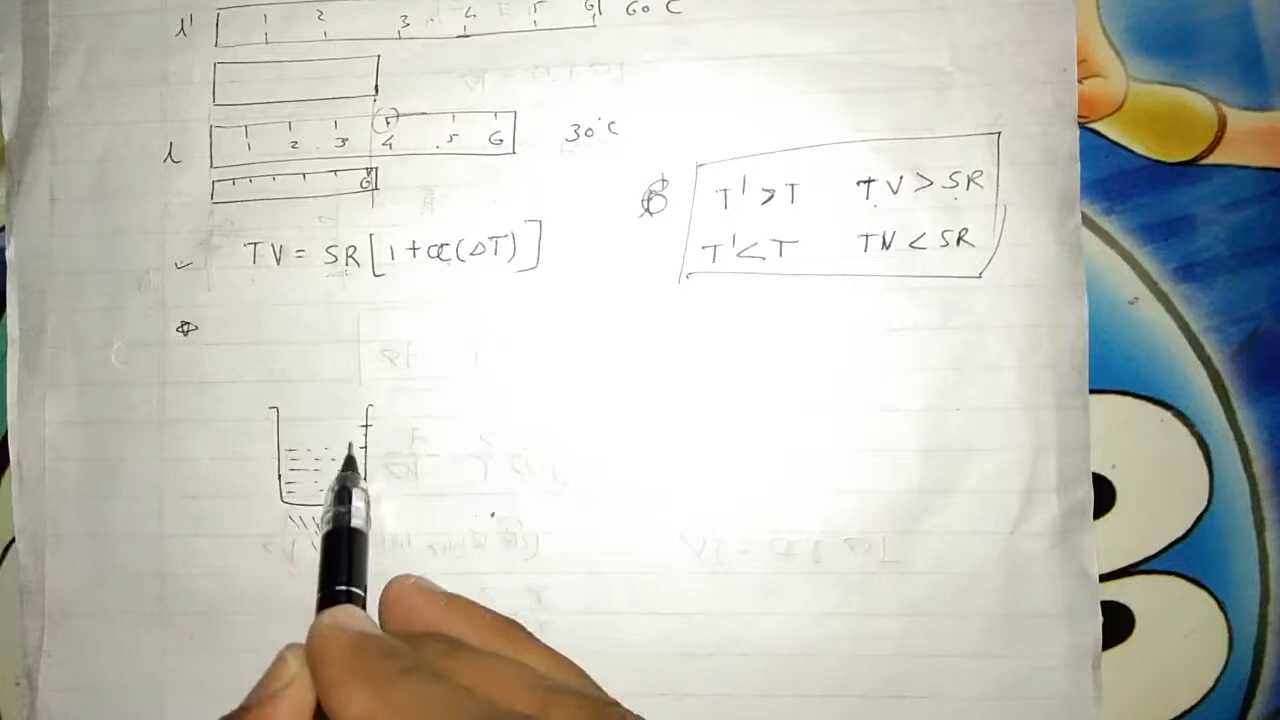 l' 1 2 3 4 5 6 60°C
l 1 2 3 4 5 6 30°C
6
T' > T TV > SR
TV = SR[1+α(ΔT)]
T' < T TV < SR